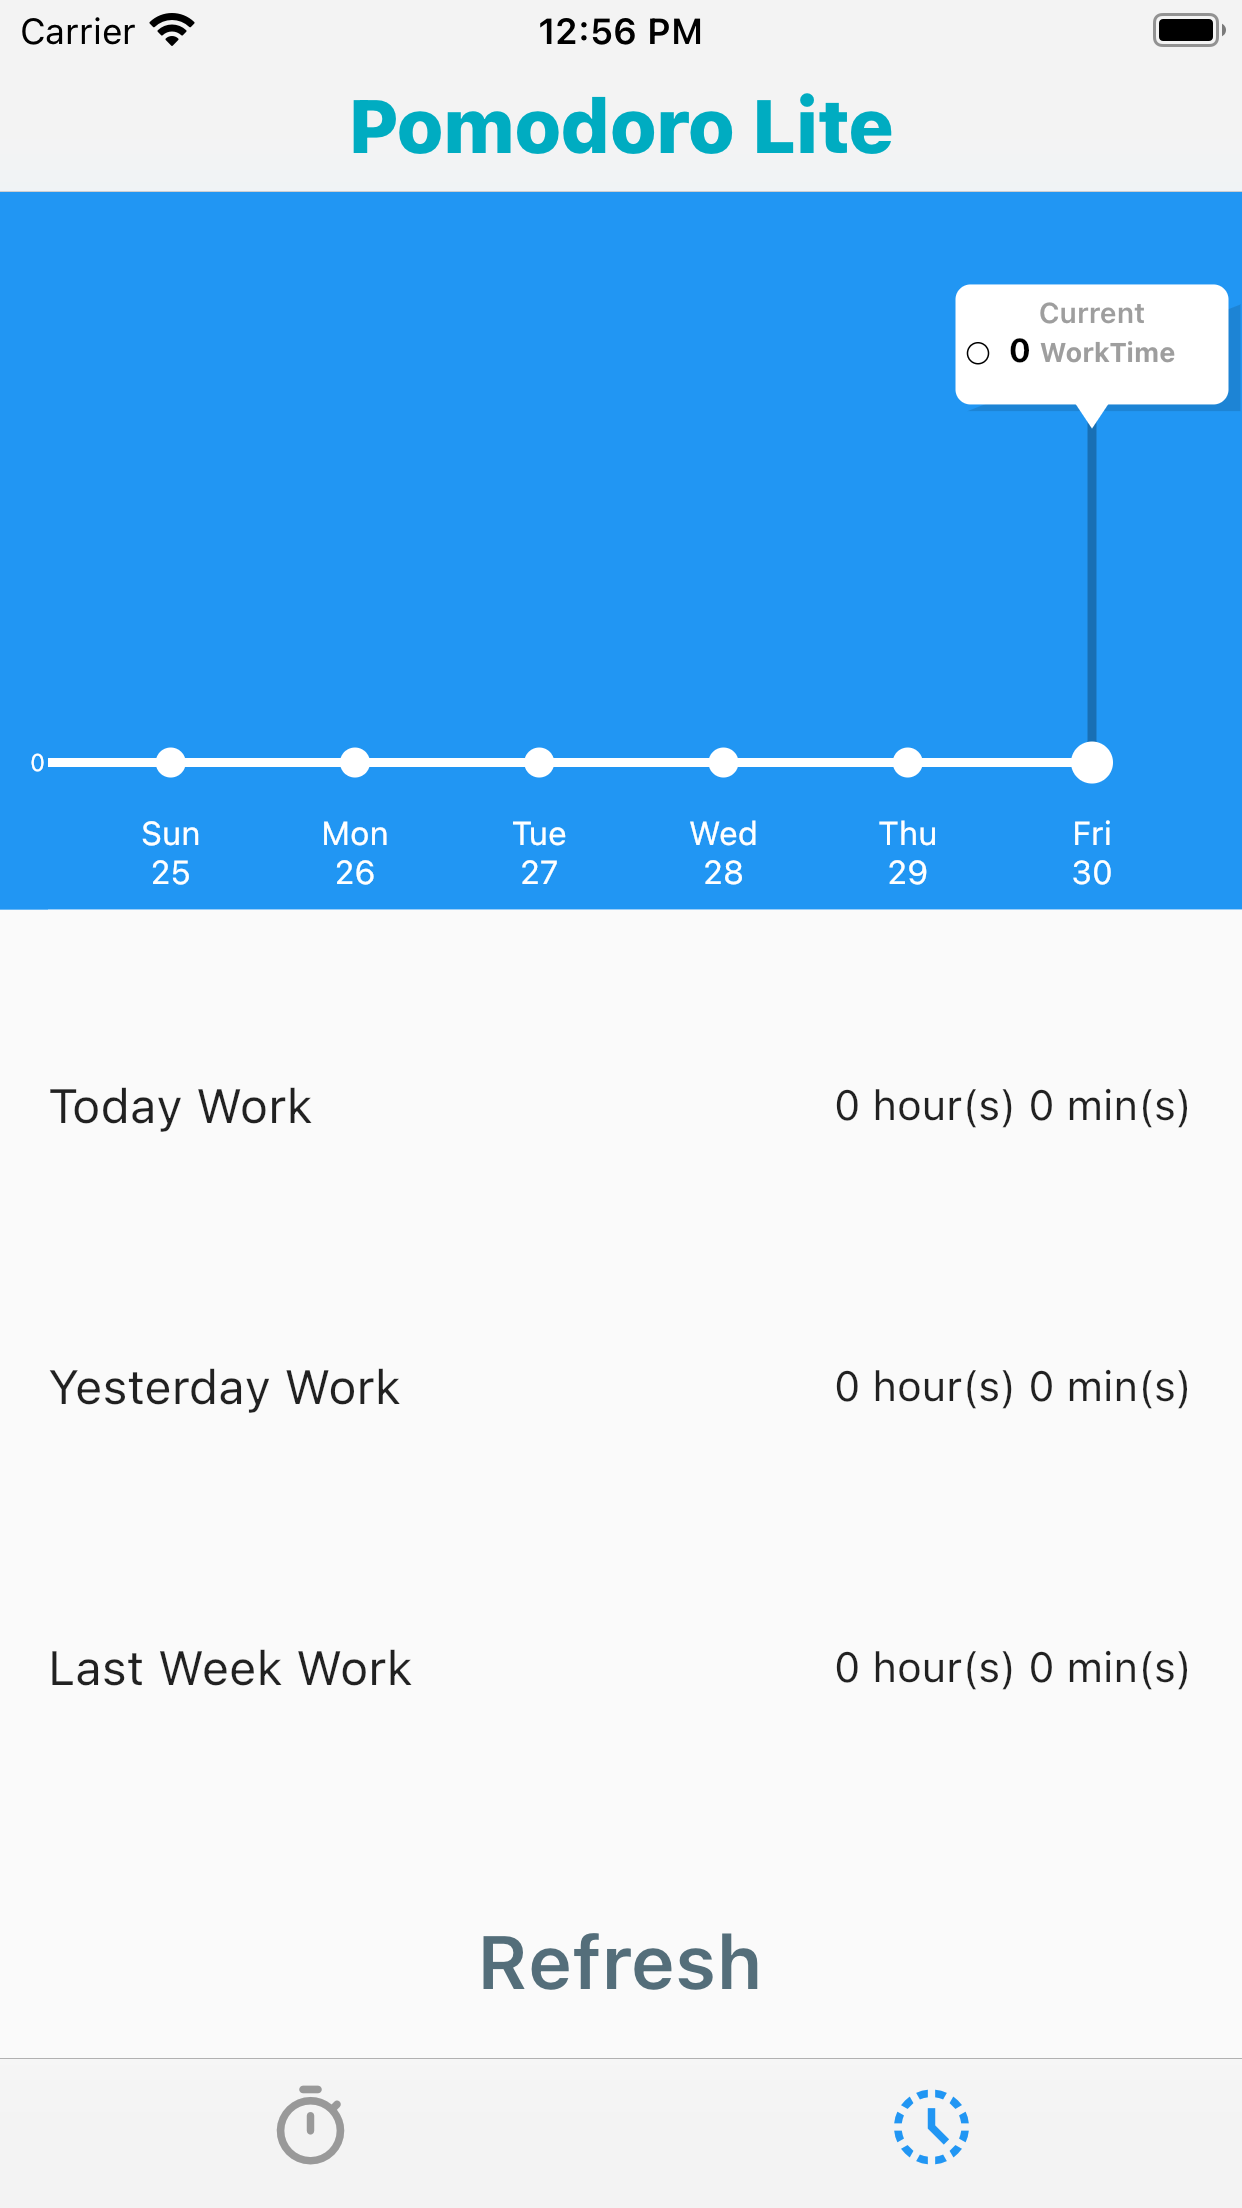 Carrier 12:56 PM
Pomodoro Lite
Current
0 WorkTime
0
Sun Mon Tue Wed Thu Fri
25 26 27 28 29 30
Today Work 0 hour(s) 0 min(s)
Yesterday Work 0 hour(s) 0 min(s)
Last Week Work 0 hour(s) 0 min(s)
Refresh